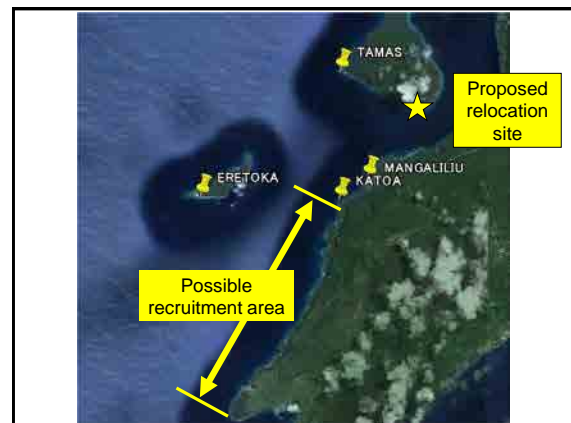 TAMAS
Proposed
relocation
site
MANGALILIU
KATOA
ERETOKA
Possible
recruitment area